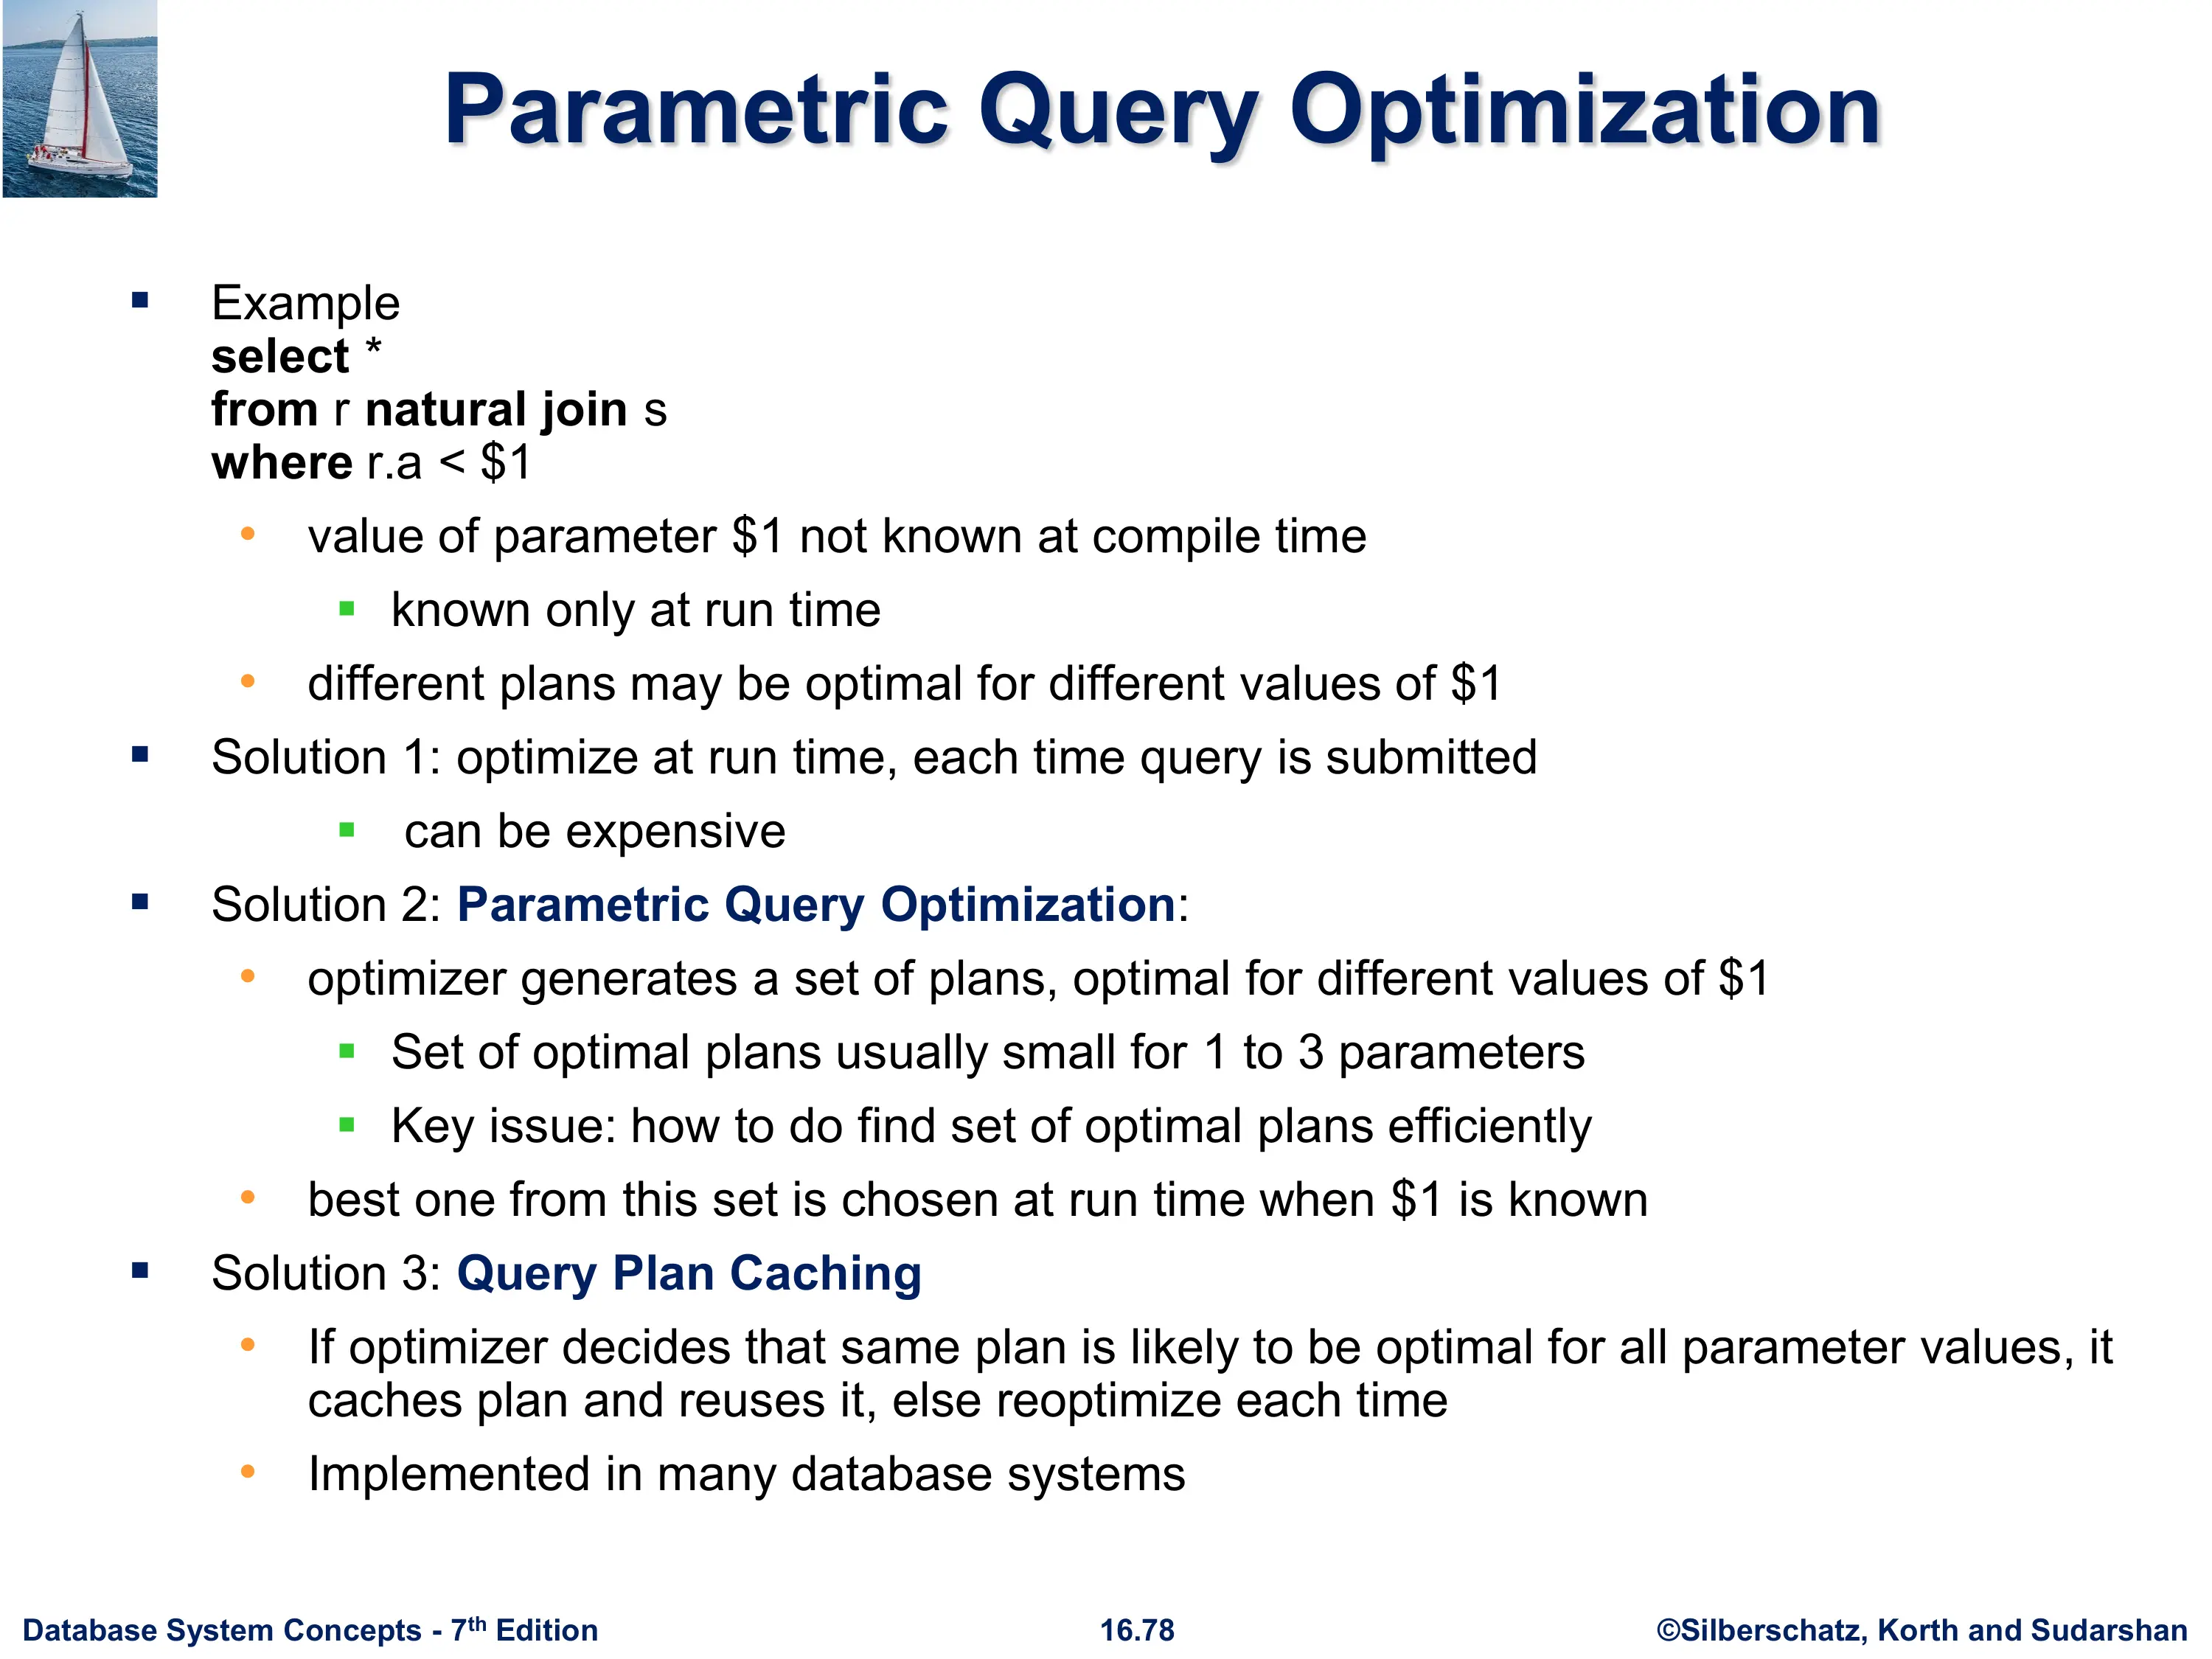 Parametric Query Optimization
▪ Example
select *
from r natural join s
where r.a < $1
• value of parameter $1 not known at compile time
▪ known only at run time
• different plans may be optimal for different values of $1
▪ Solution 1: optimize at run time, each time query is submitted
▪ can be expensive
▪ Solution 2: Parametric Query Optimization:
• optimizer generates a set of plans, optimal for different values of $1
▪ Set of optimal plans usually small for 1 to 3 parameters
▪ Key issue: how to do find set of optimal plans efficiently
• best one from this set is chosen at run time when $1 is known
▪ Solution 3: Query Plan Caching
• If optimizer decides that same plan is likely to be optimal for all parameter values, it
caches plan and reuses it, else reoptimize each time
• Implemented in many database systems
Database System Concepts - 7th Edition
16.78
©Silberschatz, Korth and Sudarshan